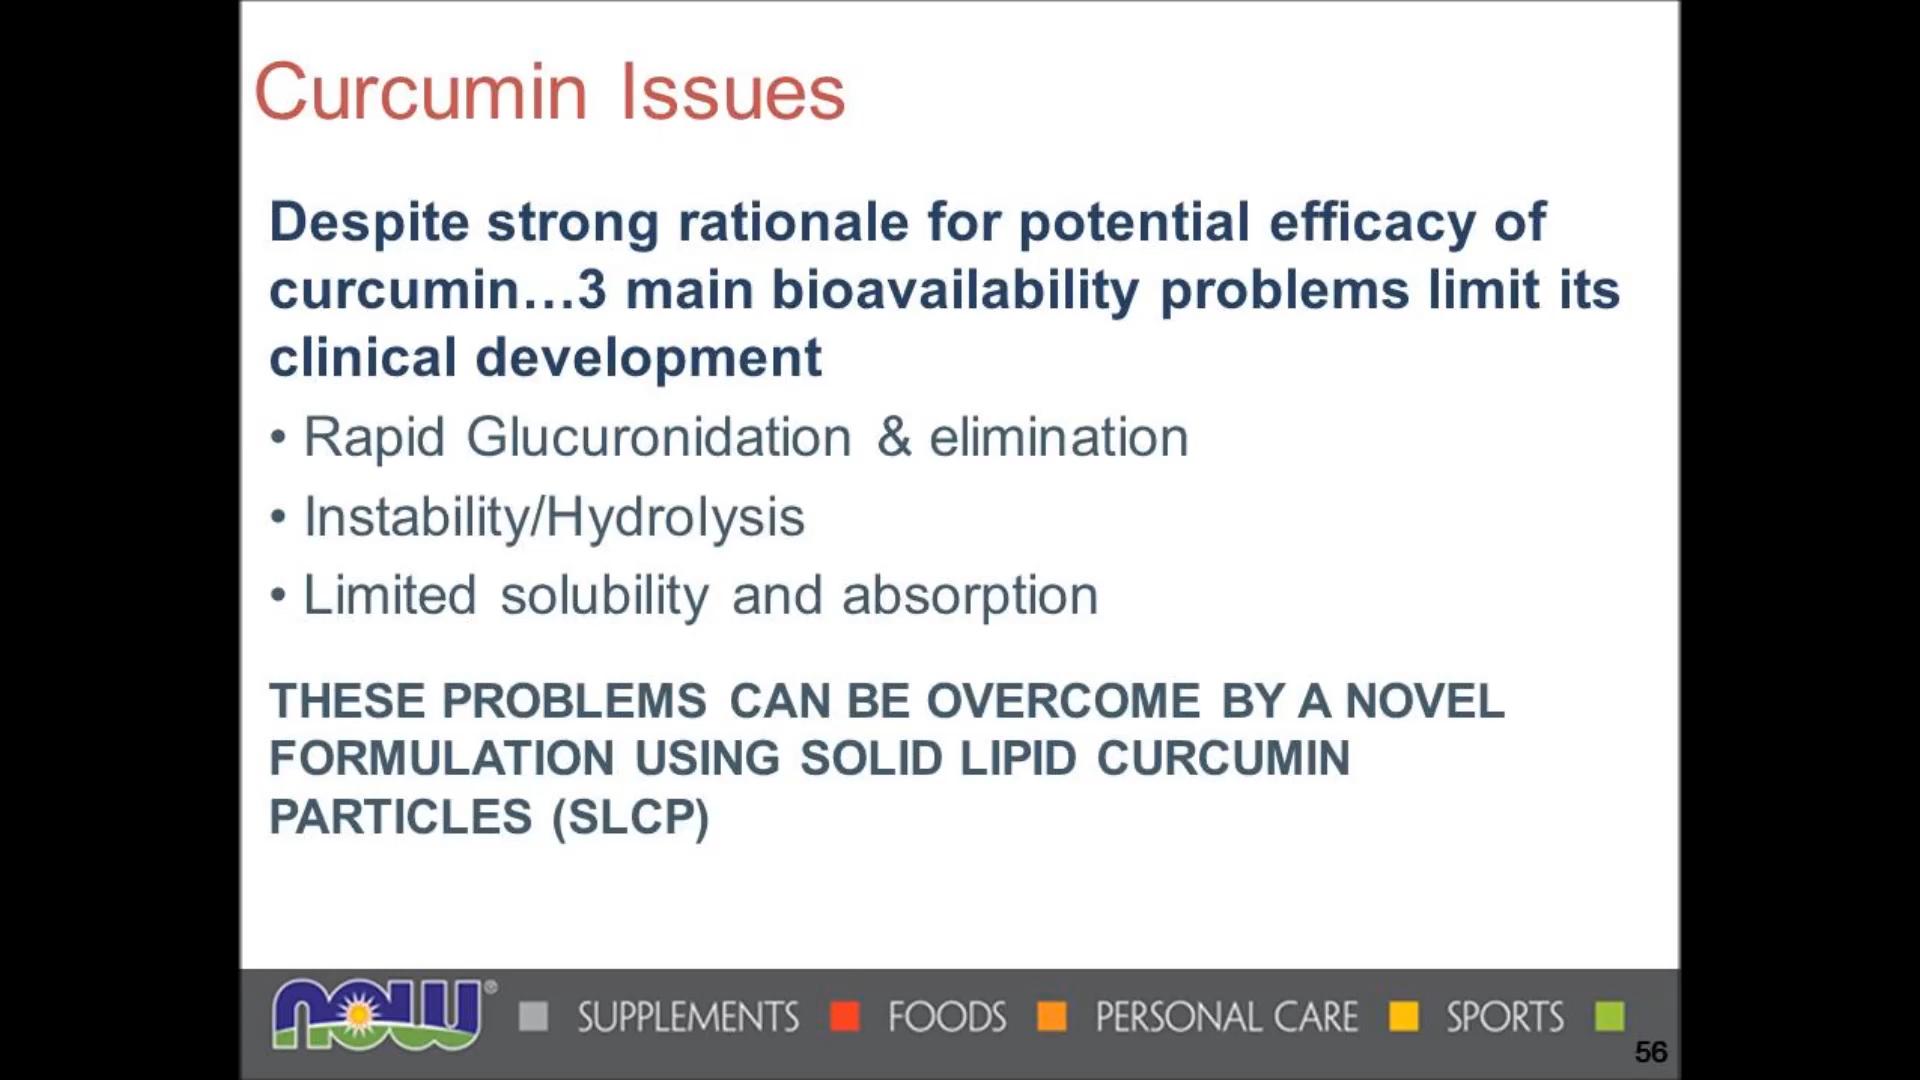 Curcumin Issues
Despite strong rationale for potential efficacy of
curcumin…3 main bioavailability problems limit its
clinical development
• Rapid Glucuronidation & elimination
• Instability/Hydrolysis
• Limited solubility and absorption
THESE PROBLEMS CAN BE OVERCOME BY A NOVEL
FORMULATION USING SOLID LIPID CURCUMIN
PARTICLES (SLCP)
now® SUPPLEMENTS FOODS PERSONAL CARE SPORTS
56